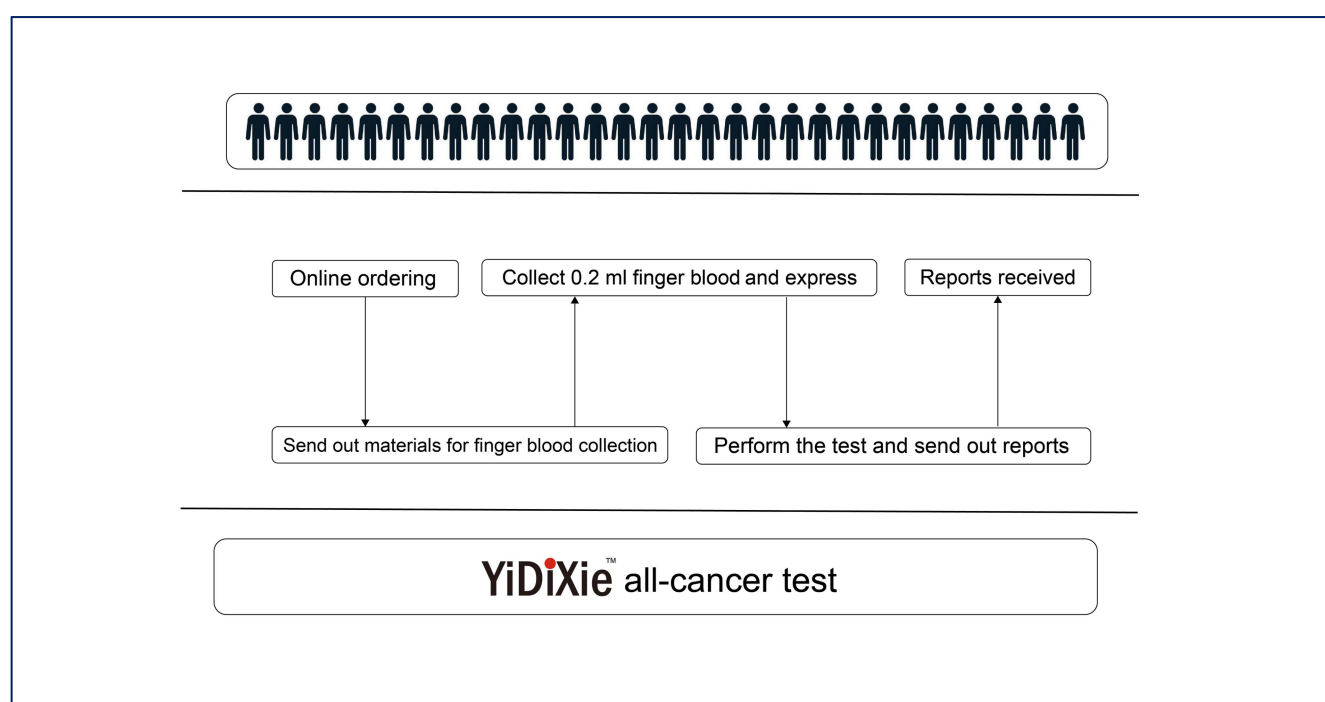 Online ordering
Collect 0.2 ml finger blood and express
Reports received
Send out materials for finger blood collection
Perform the test and send out reports
YiDiXie™ all-cancer test